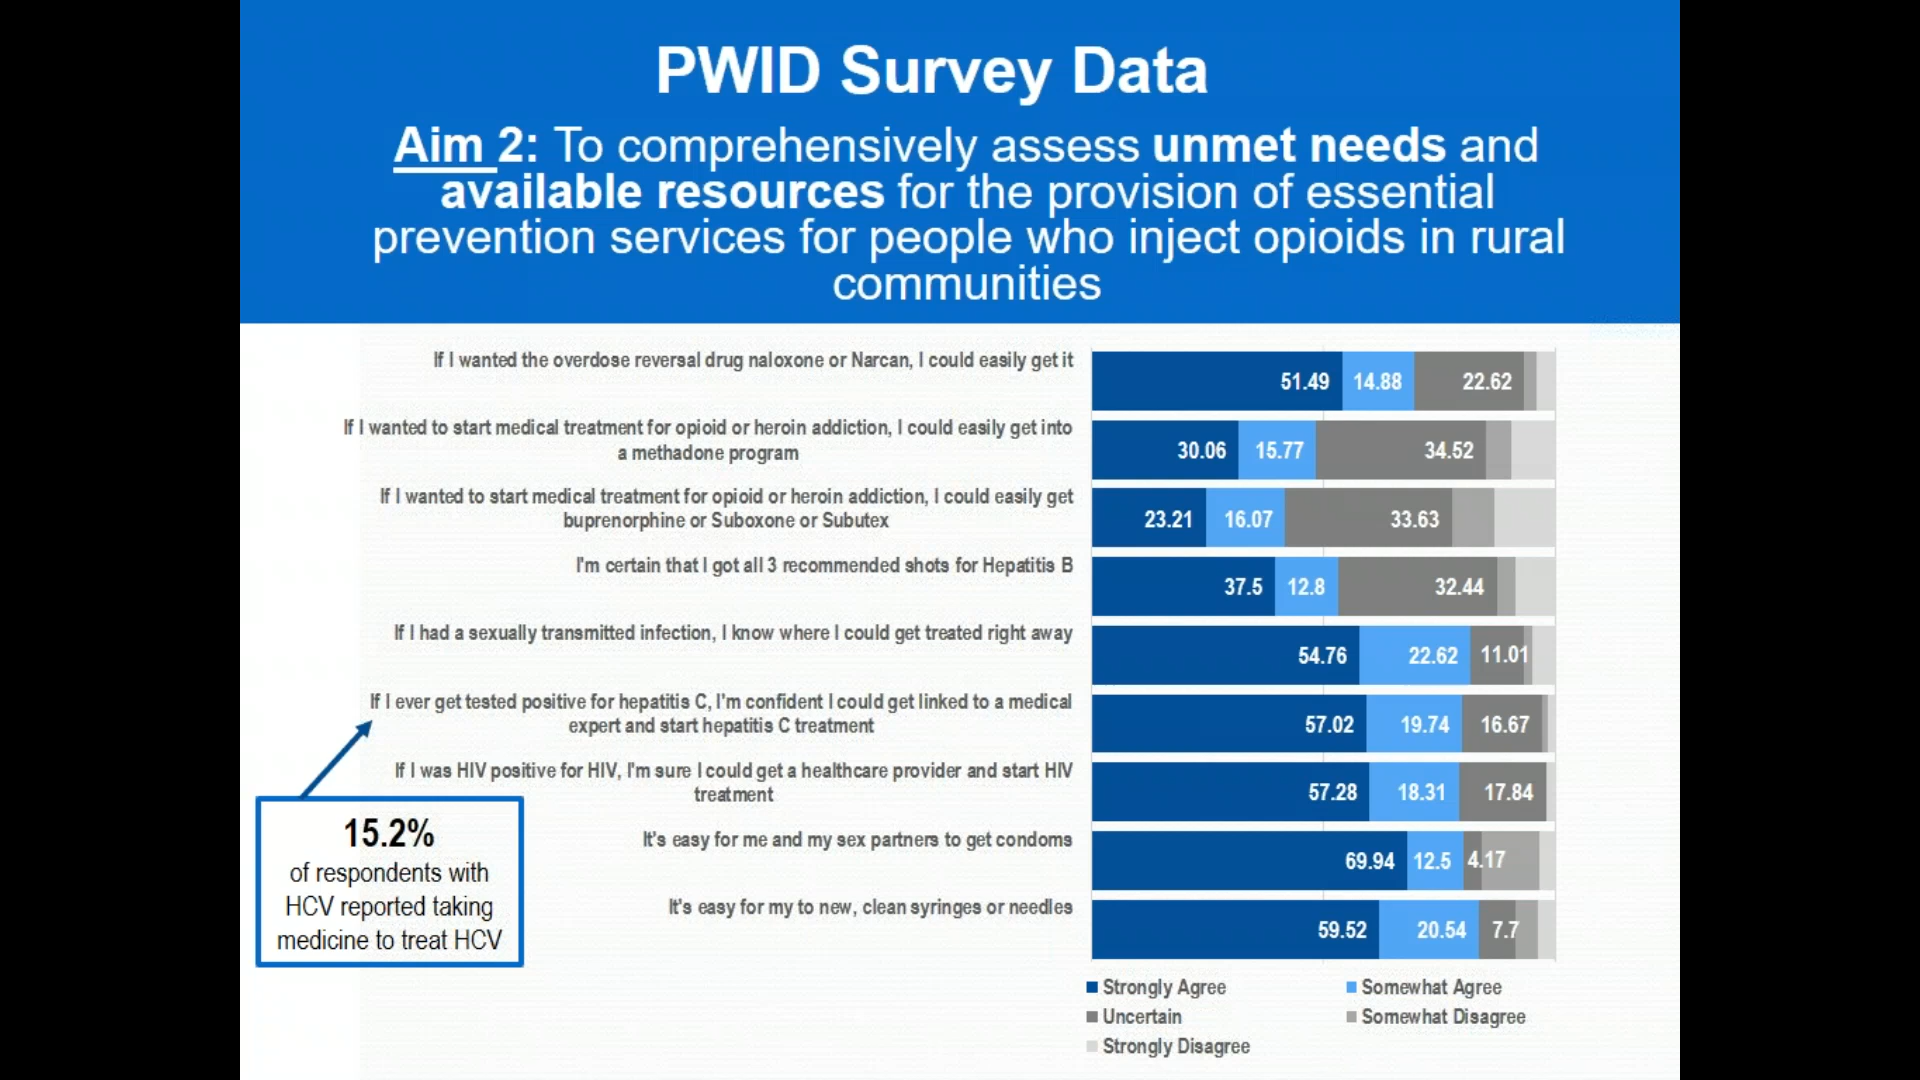 PWID Survey Data
Aim 2: To comprehensively assess unmet needs and
available resources for the provision of essential
prevention services for people who inject opioids in rural
communities
If I wanted the overdose reversal drug naloxone or Narcan, I could easily get it
51.49 14.88 22.62
If I wanted to start medical treatment for opioid or heroin addiction, I could easily get into
a methadone program
30.06 15.77 34.52
If I wanted to start medical treatment for opioid or heroin addiction, I could easily get
buprenorphine or Suboxone or Subutex
23.21 16.07 33.63
I'm certain that I got all 3 recommended shots for Hepatitis B
37.5 12.8 32.44
If I had a sexually transmitted infection, I know where I could get treated right away
54.76 22.62 11.01
If I ever get tested positive for hepatitis C, I'm confident I could get linked to a medical
expert and start hepatitis C treatment
57.02 19.74 16.67
If I was HIV positive for HIV, I'm sure I could get a healthcare provider and start HIV
treatment
57.28 18.31 17.84
It's easy for me and my sex partners to get condoms
69.94 12.5 4.17
It's easy for my to new, clean syringes or needles
59.52 20.54 7.7
15.2%
of respondents with
HCV reported taking
medicine to treat HCV
Strongly Agree Somewhat Agree
Uncertain Somewhat Disagree
Strongly Disagree